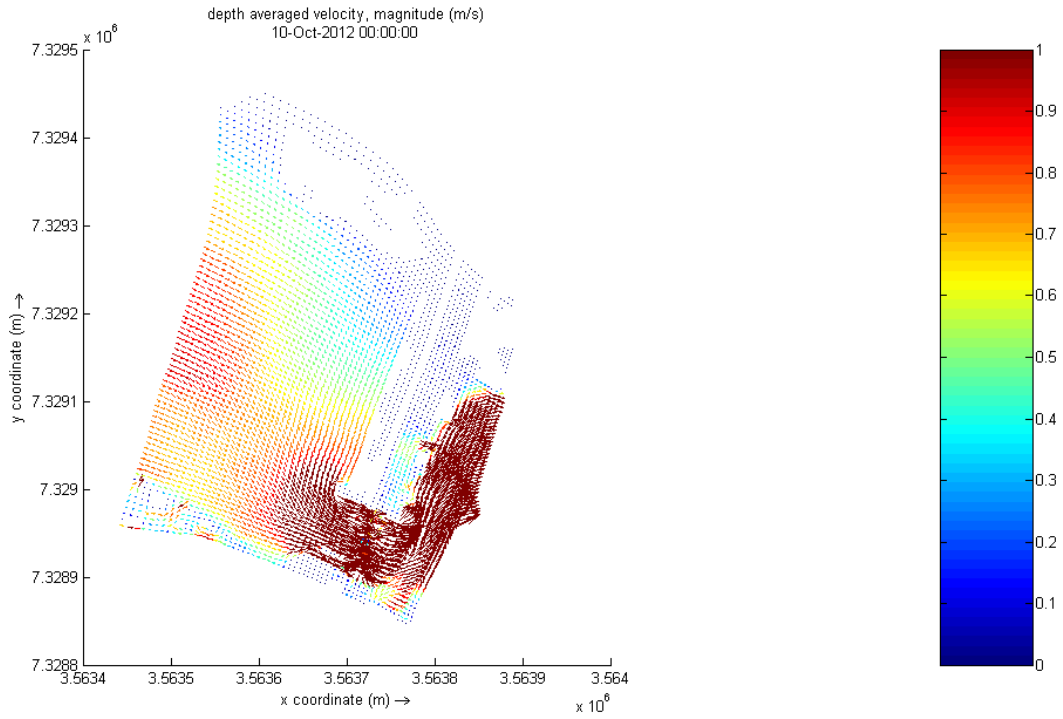 depth averaged velocity, magnitude (m/s)
10-Oct-2012 00:00:00
x 10^6
7.3295
7.3294
7.3293
7.3292
7.3291
7.329
7.3289
7.3288
y coordinate (m) →
3.5634 3.5635 3.5636 3.5637 3.5638 3.5639 3.564
x coordinate (m) →
x 10^6
1
0.9
0.8
0.7
0.6
0.5
0.4
0.3
0.2
0.1
0